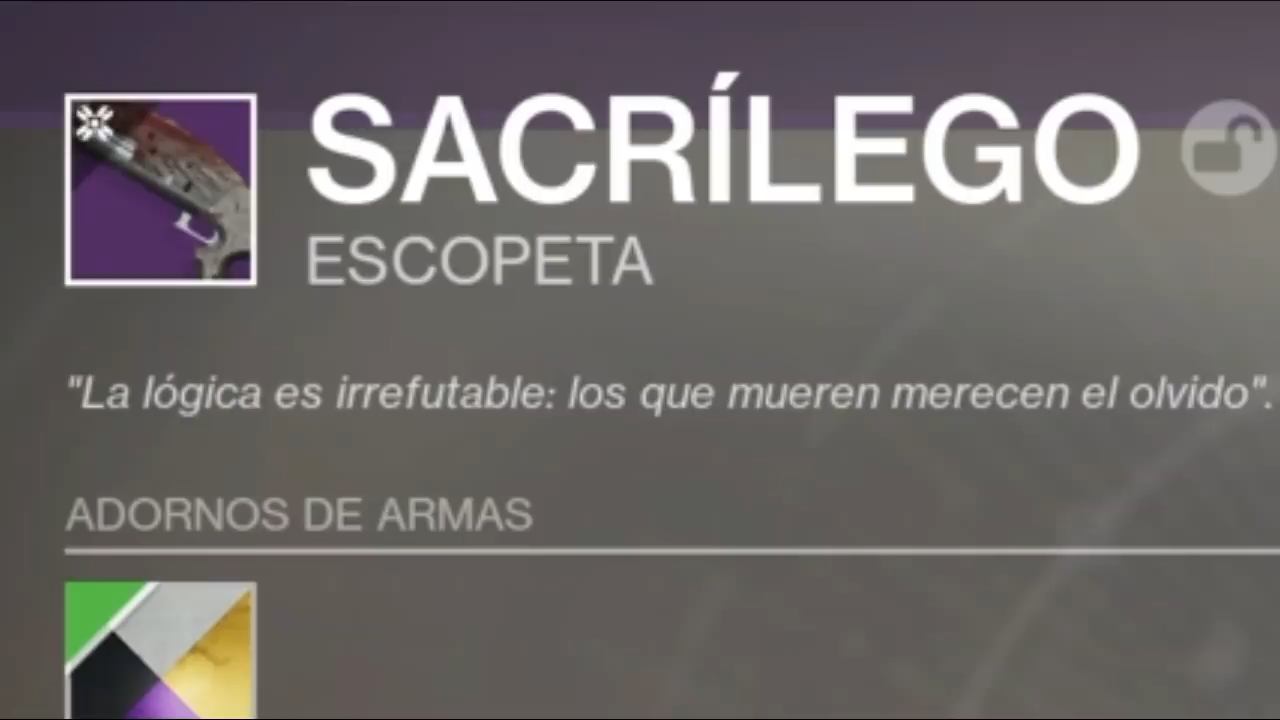 SACRÍLEGO
ESCOPETA
"La lógica es irrefutable: los que mueren merecen el olvido".
ADORNOS DE ARMAS